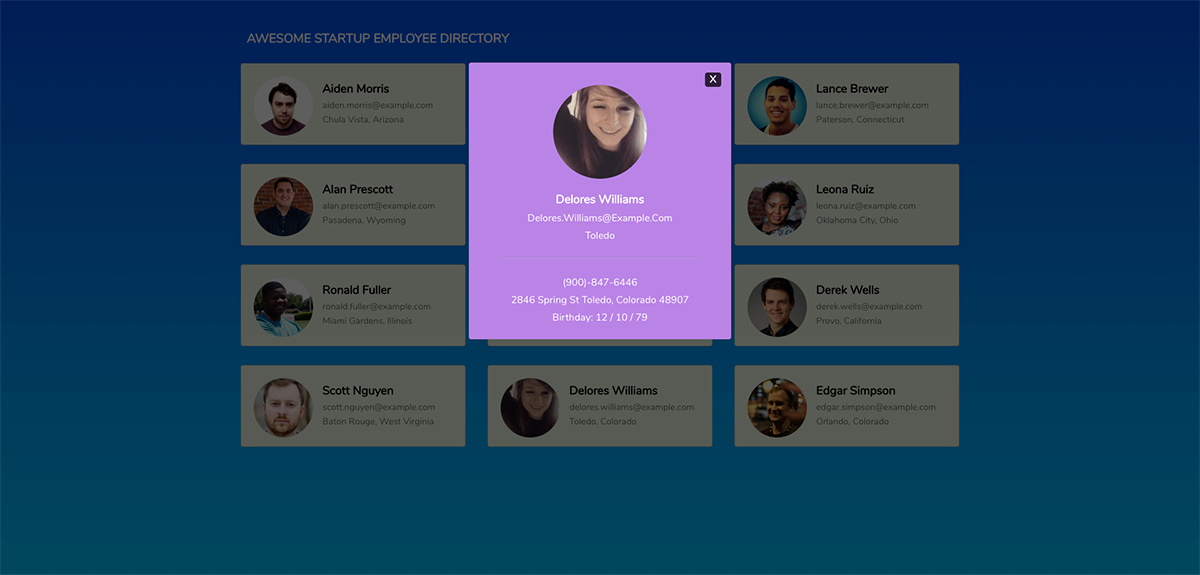 AWESOME STARTUP EMPLOYEE DIRECTORY
Aiden Morris
aiden.morris@example.com
Chula Vista, Arizona
X
Delores Williams
Delores.Williams@Example.Com
Toledo
(900)-847-6446
2846 Spring St Toledo, Colorado 48907
Birthday: 12 / 10 / 79
Lance Brewer
lance.brewer@example.com
Paterson, Connecticut
Alan Prescott
alan.prescott@example.com
Pasadena, Wyoming
Leona Ruiz
leona.ruiz@example.com
Oklahoma City, Ohio
Ronald Fuller
ronald.fuller@example.com
Miami Gardens, Illinois
Derek Wells
derek.wells@example.com
Provo, California
Scott Nguyen
scott.nguyen@example.com
Baton Rouge, West Virginia
Delores Williams
delores.williams@example.com
Toledo, Colorado
Edgar Simpson
edgar.simpson@example.com
Orlando, Colorado